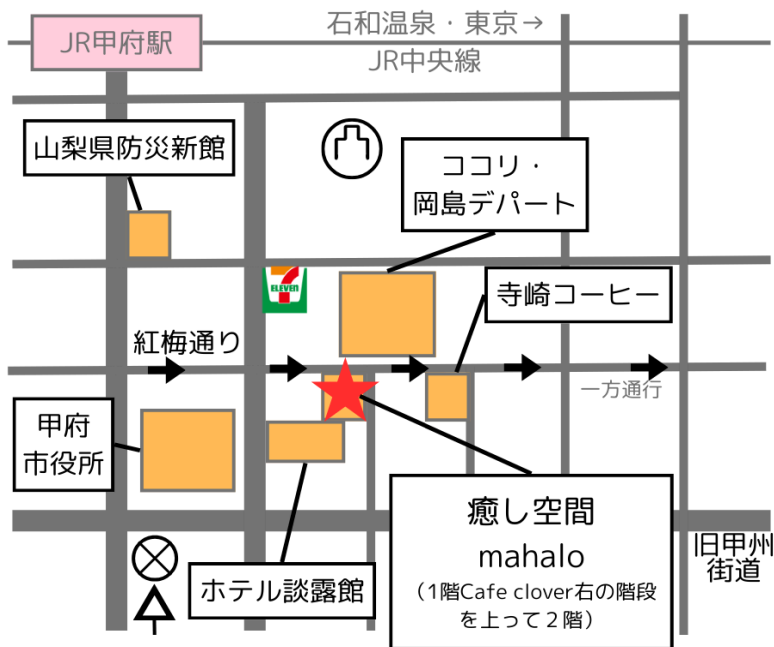 石和温泉・東京→
JR甲府駅
JR中央線
山梨県防災新館
ココリ・
岡島デパート
ELEVEN
寺崎コーヒー
紅梅通り
一方通行
甲府
市役所
癒し空間
mahalo
（1階Cafe clover右の階段
を上って２階）
旧甲州
街道
ホテル談露館